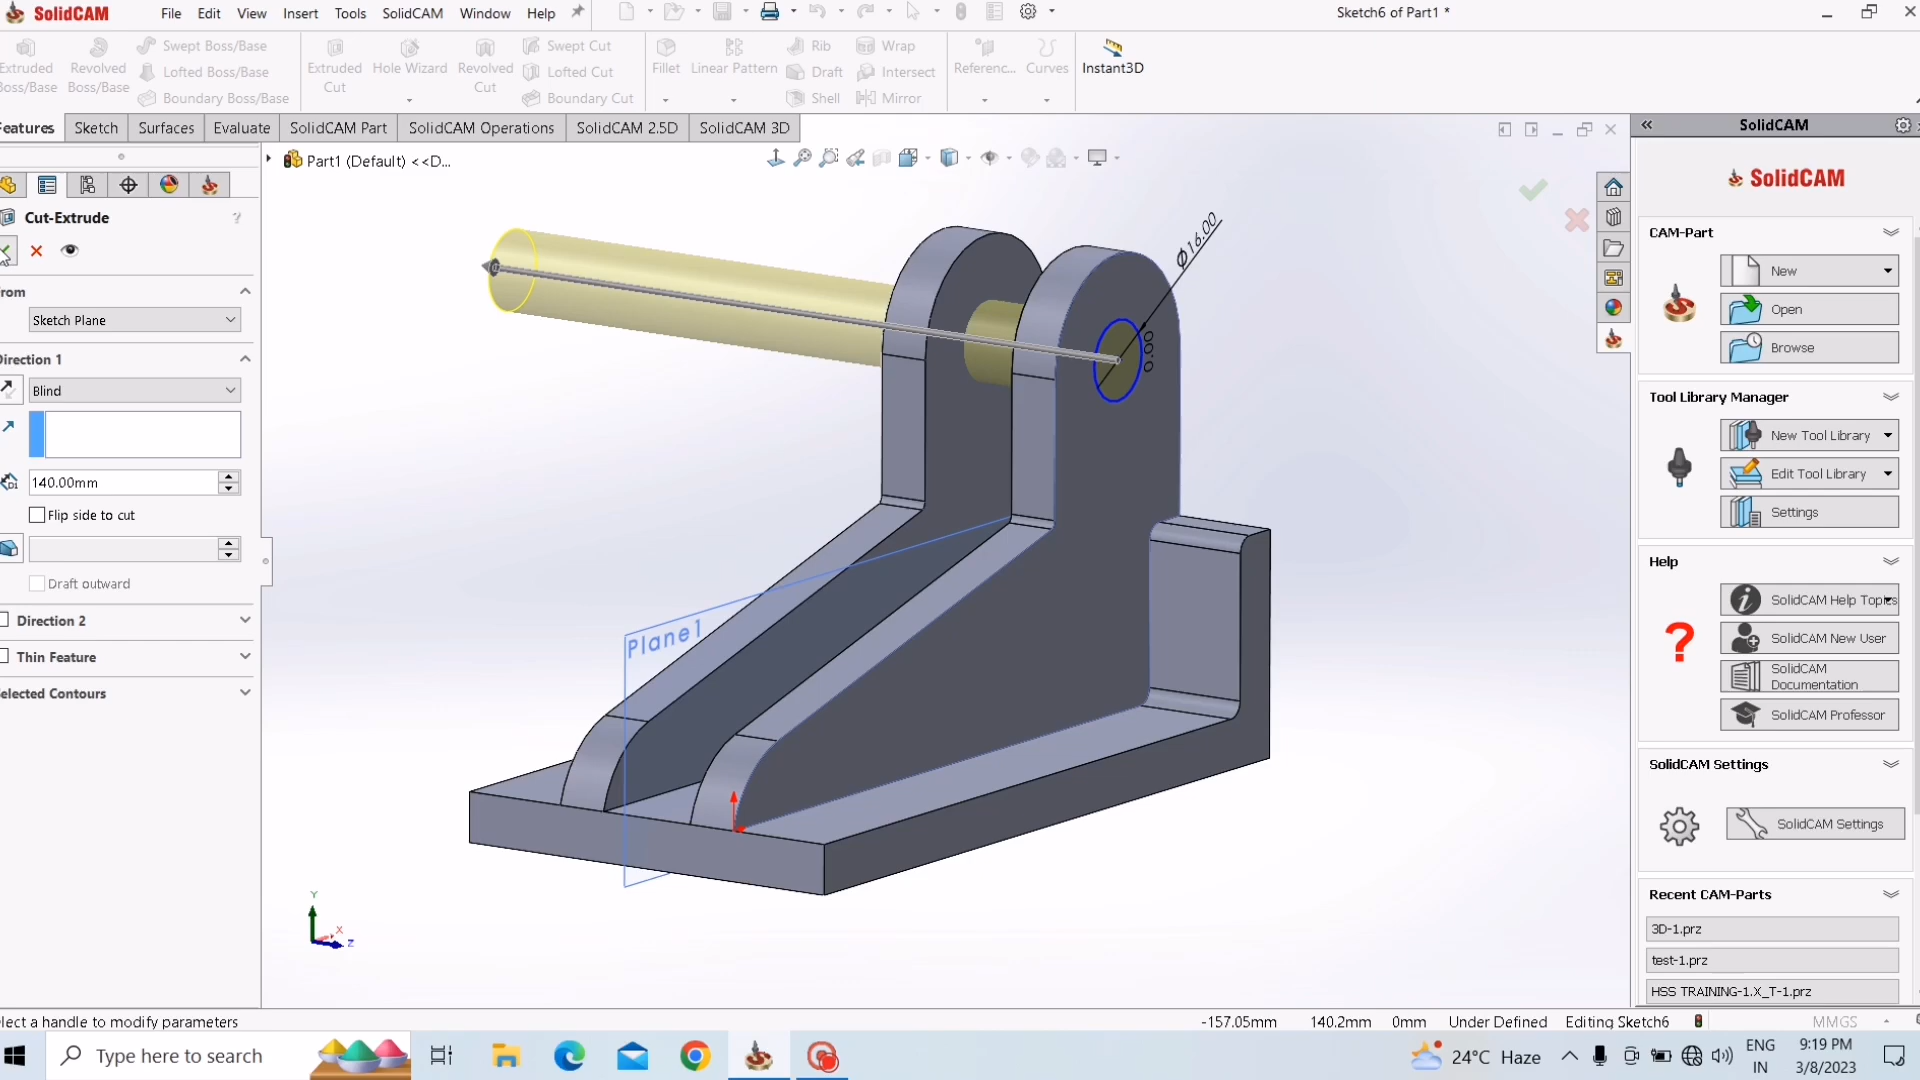 SolidCAM
File Edit View Insert Tools SolidCAM Window Help
Sketch6 of Part1 *
Extruded Boss/Base
Revolved Boss/Base
Swept Boss/Base
Lofted Boss/Base
Boundary Boss/Base
Extruded Cut
Hole Wizard
Revolved Cut
Swept Cut
Lofted Cut
Boundary Cut
Fillet
Linear Pattern
Rib
Draft
Shell
Wrap
Intersect
Mirror
Referenc...
Curves
Instant3D
eatures Sketch Surfaces Evaluate SolidCAM Part SolidCAM Operations SolidCAM 2.5D SolidCAM 3D
Part1 (Default) <<D...
Cut-Extrude
?
rom
Sketch Plane
Direction 1
Blind
D1
140.00mm
Flip side to cut
Draft outward
Direction 2
Thin Feature
elected Contours
Ø16.00
Plane1
Y
X
Z
SolidCAM
SolidCAM
CAM-Part
New
Open
Browse
Tool Library Manager
New Tool Library
Edit Tool Library
Settings
Help
?
SolidCAM Help Topics
SolidCAM New User
SolidCAM
Documentation
SolidCAM Professor
SolidCAM Settings
SolidCAM Settings
Recent CAM-Parts
3D-1.prz
test-1.prz
HSS TRAINING-1.X_T-1.prz
lect a handle to modify parameters
-157.05mm 140.2mm 0mm Under Defined Editing Sketch6 MMGS
Type here to search
24°C Haze
ENG
IN
9:19 PM
3/8/2023